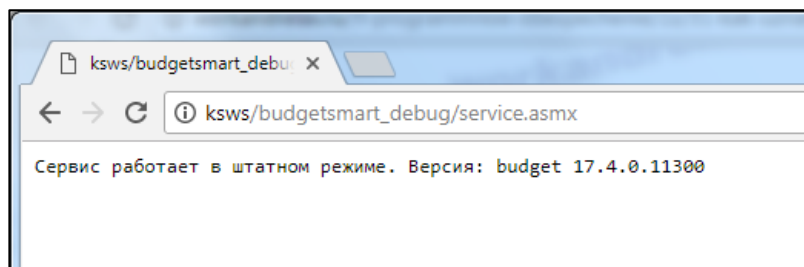 ksws/budgetsmart_debu
ksws/budgetsmart_debug/service.asmx
Сервис работает в штатном режиме. Версия: budget 17.4.0.11300